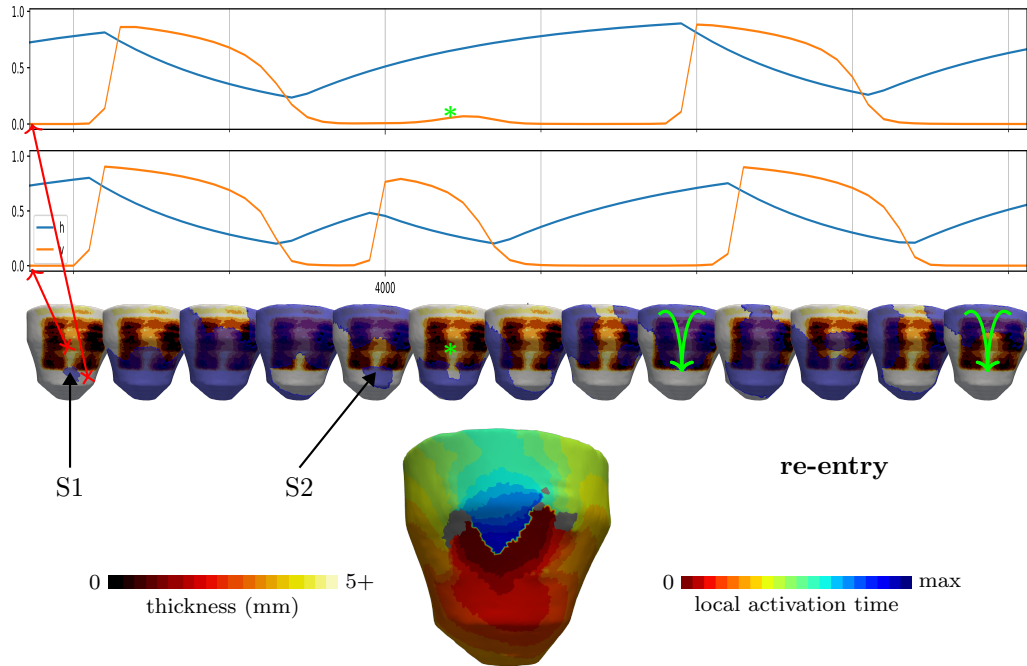 1.0
0.5
0.0
1.0
0.5
0.0
h
v
4000
*
*
S1
S2
re-entry
0
5+
thickness (mm)
0
max
local activation time